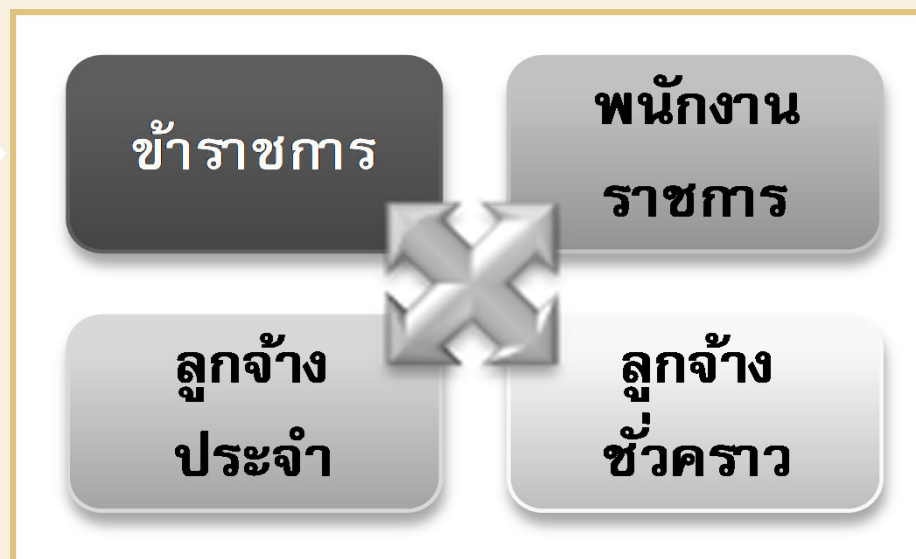 ข้าราชการ
พนักงาน
ราชการ
ลูกจ้าง
ประจำ
ลูกจ้าง
ชั่วคราว